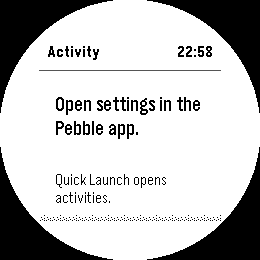 Activity 22:58
Open settings in the
Pebble app.
Quick Launch opens
activities.